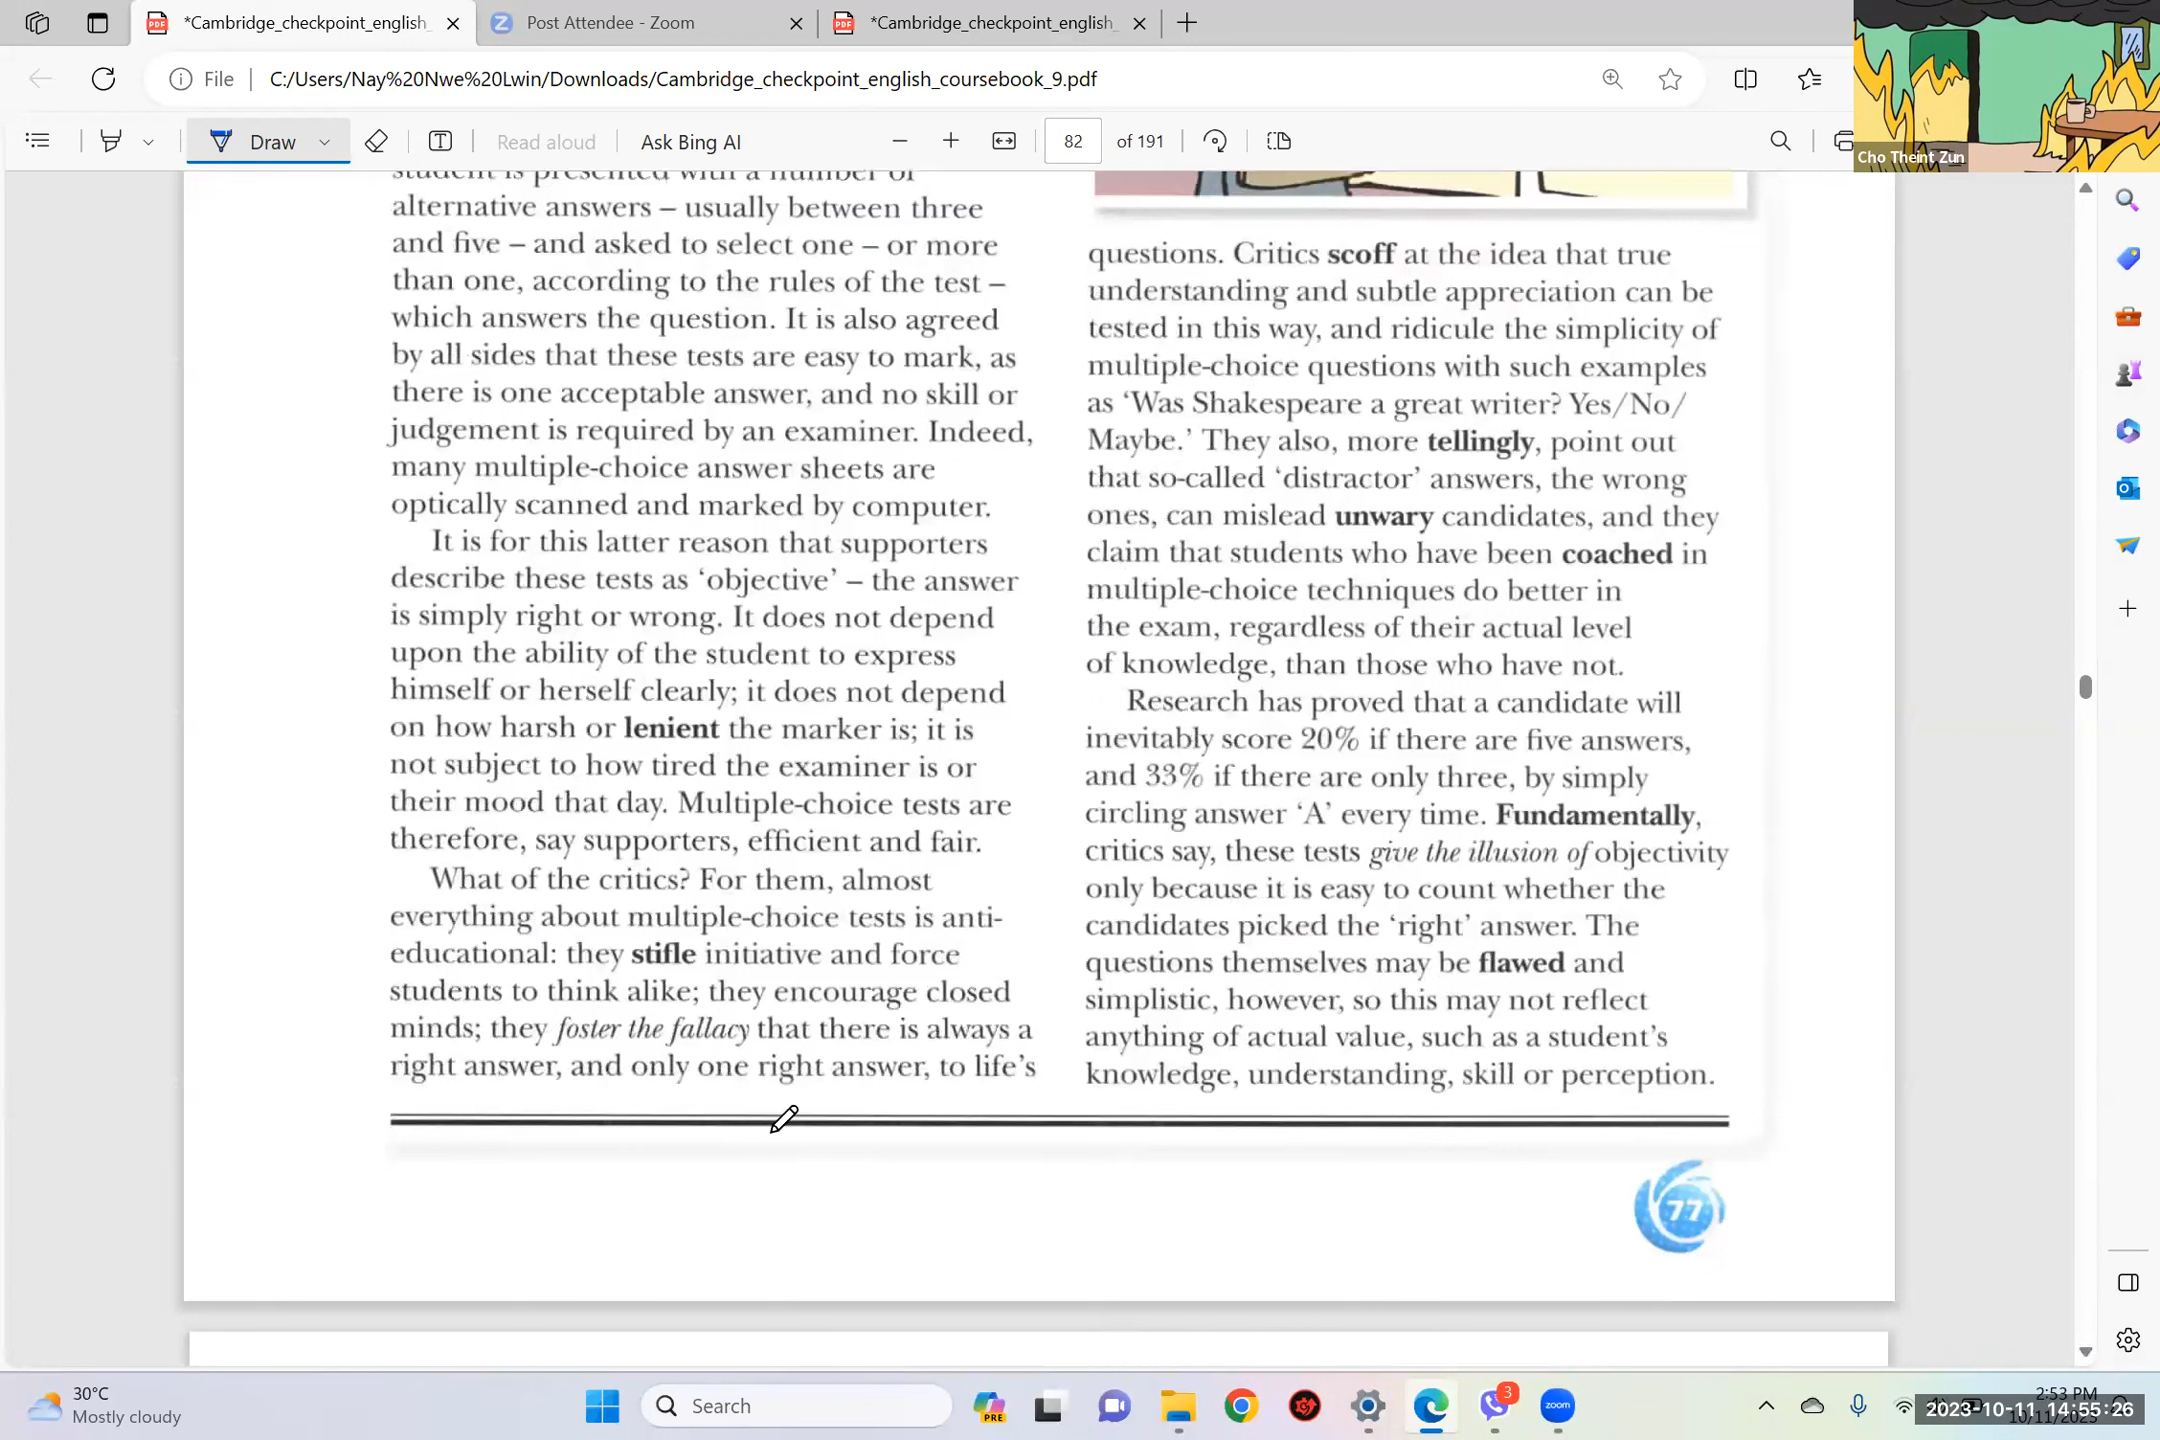 *Cambridge_checkpoint_english_
Post Attendee - Zoom
*Cambridge_checkpoint_english_
File
C:/Users/Nay%20Nwe%20Lwin/Downloads/Cambridge_checkpoint_english_coursebook_9.pdf
Draw
Read aloud
Ask Bing AI
82
of 191
Cho Theint Zun
student is presented with a number of
alternative answers – usually between three
and five – and asked to select one – or more
than one, according to the rules of the test –
which answers the question. It is also agreed
by all sides that these tests are easy to mark, as
there is one acceptable answer, and no skill or
judgement is required by an examiner. Indeed,
many multiple-choice answer sheets are
optically scanned and marked by computer.
It is for this latter reason that supporters
describe these tests as ‘objective’ – the answer
is simply right or wrong. It does not depend
upon the ability of the student to express
himself or herself clearly; it does not depend
on how harsh or lenient the marker is; it is
not subject to how tired the examiner is or
their mood that day. Multiple-choice tests are
therefore, say supporters, efficient and fair.
What of the critics? For them, almost
everything about multiple-choice tests is anti-
educational: they stifle initiative and force
students to think alike; they encourage closed
minds; they foster the fallacy that there is always a
right answer, and only one right answer, to life’s
questions. Critics scoff at the idea that true
understanding and subtle appreciation can be
tested in this way, and ridicule the simplicity of
multiple-choice questions with such examples
as ‘Was Shakespeare a great writer? Yes/No/
Maybe.’ They also, more tellingly, point out
that so-called ‘distractor’ answers, the wrong
ones, can mislead unwary candidates, and they
claim that students who have been coached in
multiple-choice techniques do better in
the exam, regardless of their actual level
of knowledge, than those who have not.
Research has proved that a candidate will
inevitably score 20% if there are five answers,
and 33% if there are only three, by simply
circling answer ‘A’ every time. Fundamentally,
critics say, these tests give the illusion of objectivity
only because it is easy to count whether the
candidates picked the ‘right’ answer. The
questions themselves may be flawed and
simplistic, however, so this may not reflect
anything of actual value, such as a student’s
knowledge, understanding, skill or perception.
77
30°C
Mostly cloudy
Search
PRE
3
zoom
2:53 PM
10/11/2023
2023-10-11 14:55:26